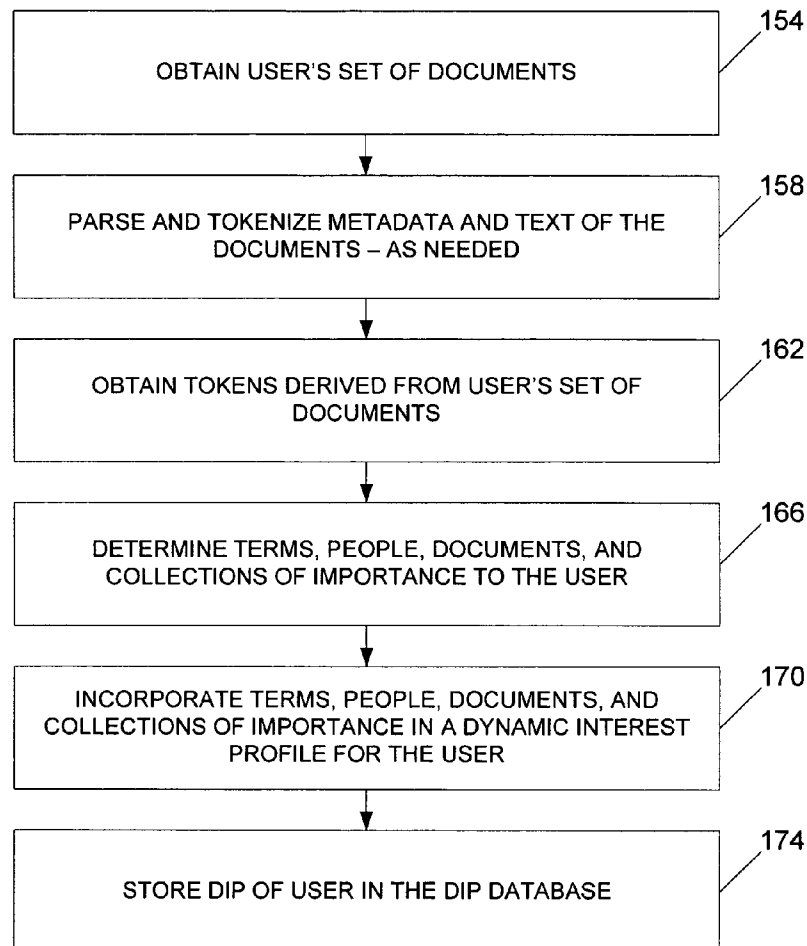 154
OBTAIN USER'S SET OF DOCUMENTS
158
PARSE AND TOKENIZE METADATA AND TEXT OF THE
DOCUMENTS – AS NEEDED
162
OBTAIN TOKENS DERIVED FROM USER'S SET OF
DOCUMENTS
166
DETERMINE TERMS, PEOPLE, DOCUMENTS, AND
COLLECTIONS OF IMPORTANCE TO THE USER
170
INCORPORATE TERMS, PEOPLE, DOCUMENTS, AND
COLLECTIONS OF IMPORTANCE IN A DYNAMIC INTEREST
PROFILE FOR THE USER
174
STORE DIP OF USER IN THE DIP DATABASE